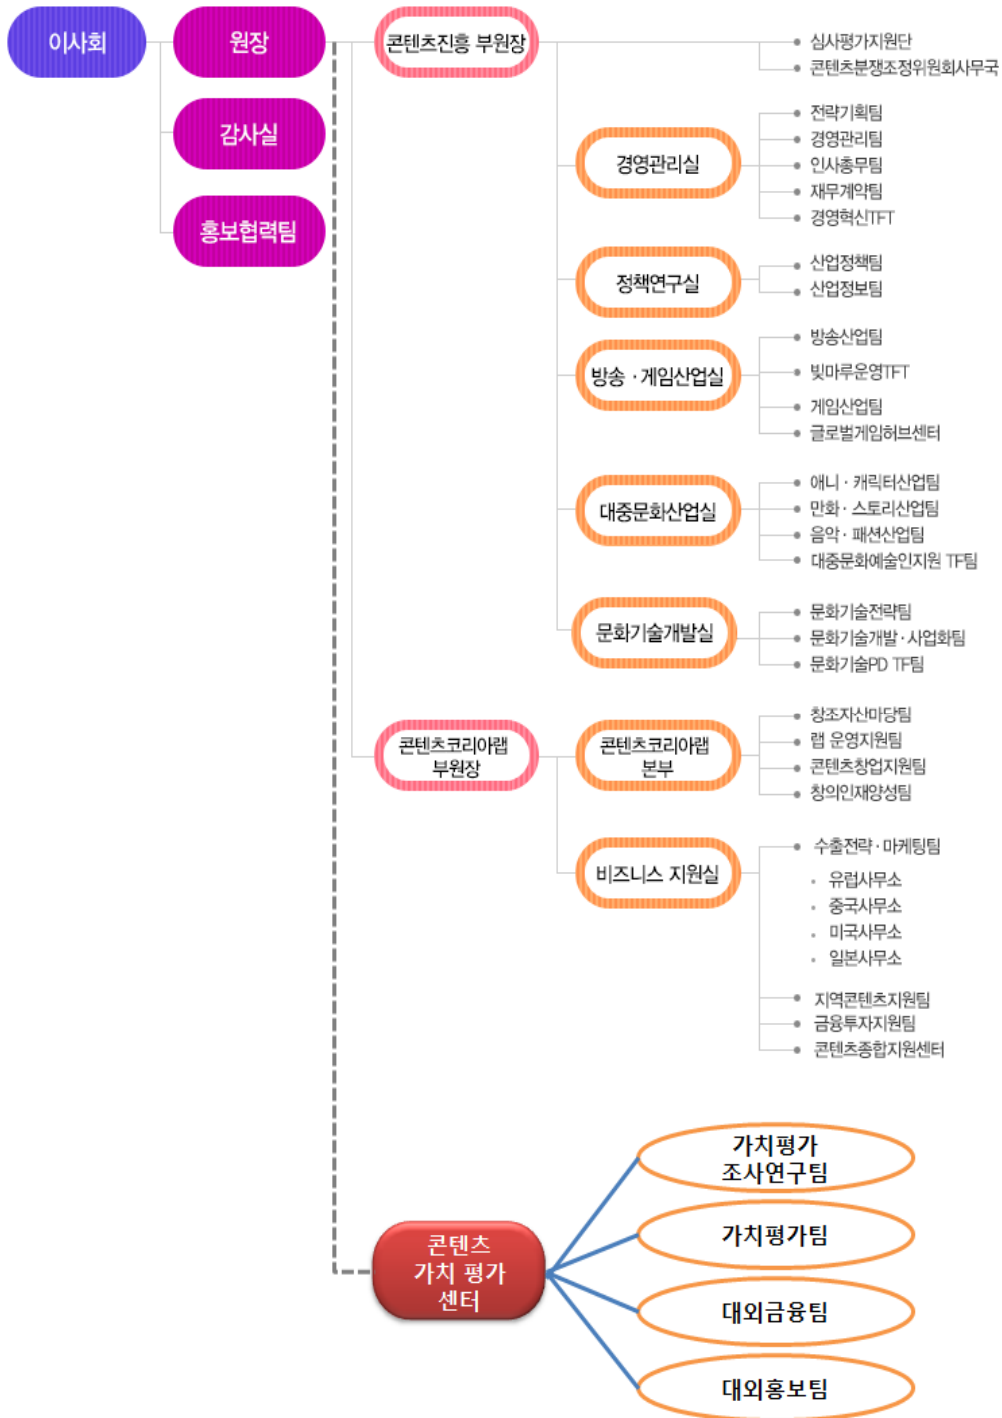 이사회
원장
감사실
홍보협력팀
콘텐츠진흥 부원장
심사평가지원단
콘텐츠분쟁조정위원회사무국
경영관리실
전략기획팀
경영관리팀
인사총무팀
재무계약팀
경영혁신TFT
정책연구실
산업정책팀
산업정보팀
방송 · 게임산업실
방송산업팀
빛마루운영TFT
게임산업팀
글로벌게임허브센터
대중문화산업실
애니 · 캐릭터산업팀
만화 · 스토리산업팀
음악 · 패션산업팀
대중문화예술인지원 TF팀
문화기술개발실
문화기술전략팀
문화기술개발 · 사업화팀
문화기술PD TF팀
콘텐츠코리아랩
부원장
콘텐츠코리아랩
본부
창조자산마당팀
랩 운영지원팀
콘텐츠창업지원팀
창의인재양성팀
비즈니스 지원실
수출전략 · 마케팅팀
유럽사무소
중국사무소
미국사무소
일본사무소
지역콘텐츠지원팀
금융투자지원팀
콘텐츠종합지원센터
콘텐츠
가치 평가
센터
가치평가
조사연구팀
가치평가팀
대외금융팀
대외홍보팀